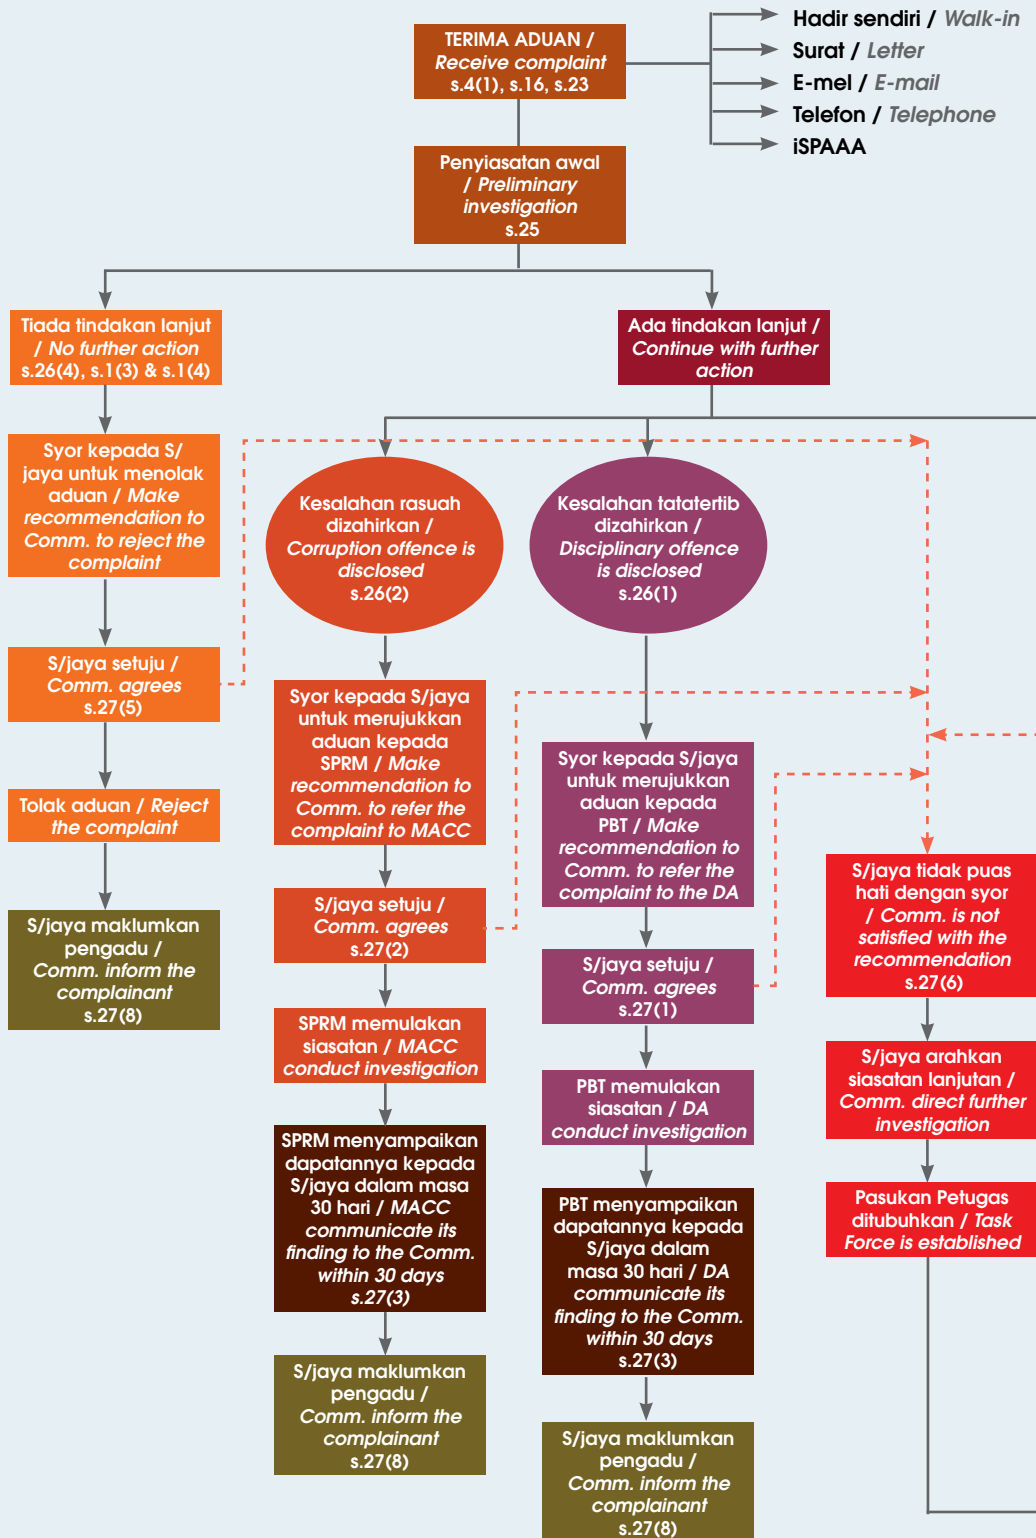 TERIMA ADUAN /
Receive complaint
s.4(1), s.16, s.23
Hadir sendiri / Walk-in
Surat / Letter
E-mel / E-mail
Telefon / Telephone
iSPAAA
Penyiasatan awal
/ Preliminary
investigation
s.25
Tiada tindakan lanjut
/ No further action
s.26(4), s.1(3) & s.1(4)
Ada tindakan lanjut /
Continue with further
action
Syor kepada S/
jaya untuk menolak
aduan / Make
recommendation to
Comm. to reject the
complaint
S/jaya setuju /
Comm. agrees
s.27(5)
Tolak aduan / Reject
the complaint
S/jaya maklumkan
pengadu /
Comm. inform the
complainant
s.27(8)
Kesalahan rasuah
dizahirkan /
Corruption offence is
disclosed
s.26(2)
Syor kepada S/jaya
untuk merujukkan
aduan kepada
SPRM / Make
recommendation to
Comm. to refer the
complaint to MACC
S/jaya setuju /
Comm. agrees
s.27(2)
SPRM memulakan
siasatan / MACC
conduct investigation
SPRM menyampaikan
dapatannya kepada
S/jaya dalam masa
30 hari / MACC
communicate its
finding to the Comm.
within 30 days
s.27(3)
S/jaya maklumkan
pengadu /
Comm. inform the
complainant
s.27(8)
Kesalahan tatatertib
dizahirkan /
Disciplinary offence
is disclosed
s.26(1)
Syor kepada S/jaya
untuk merujukkan
aduan kepada
PBT / Make
recommendation to
Comm. to refer the
complaint to the DA
S/jaya setuju /
Comm. agrees
s.27(1)
PBT memulakan
siasatan / DA
conduct investigation
PBT menyampaikan
dapatannya kepada
S/jaya dalam
masa 30 hari / DA
communicate its
finding to the Comm.
within 30 days
s.27(3)
S/jaya maklumkan
pengadu /
Comm. inform the
complainant
s.27(8)
S/jaya tidak puas
hati dengan syor
/ Comm. is not
satisfied with the
recommendation
s.27(6)
S/jaya arahkan
siasatan lanjutan /
Comm. direct further
investigation
Pasukan Petugas
ditubuhkan / Task
Force is established